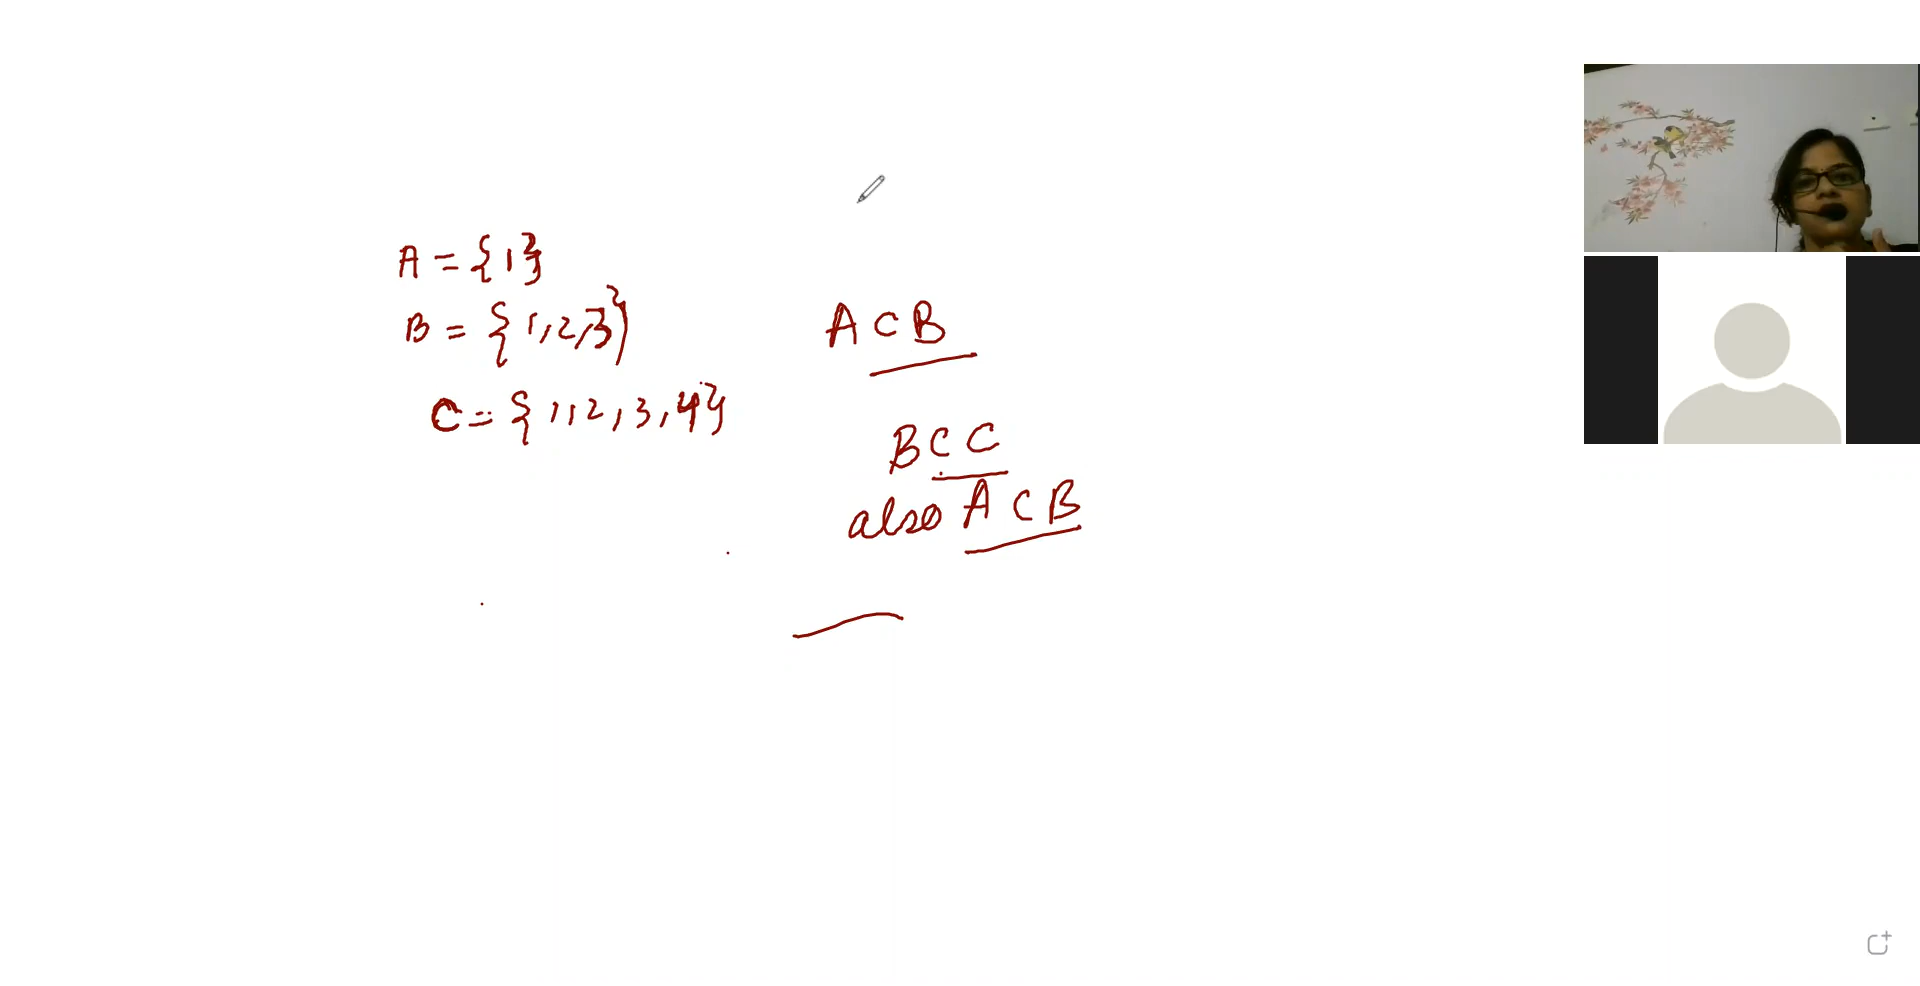 A = {1}
B = {1,2,3}
C = {1,2,3,4}
A ⊂ B
B ⊂ C
also A ⊂ B